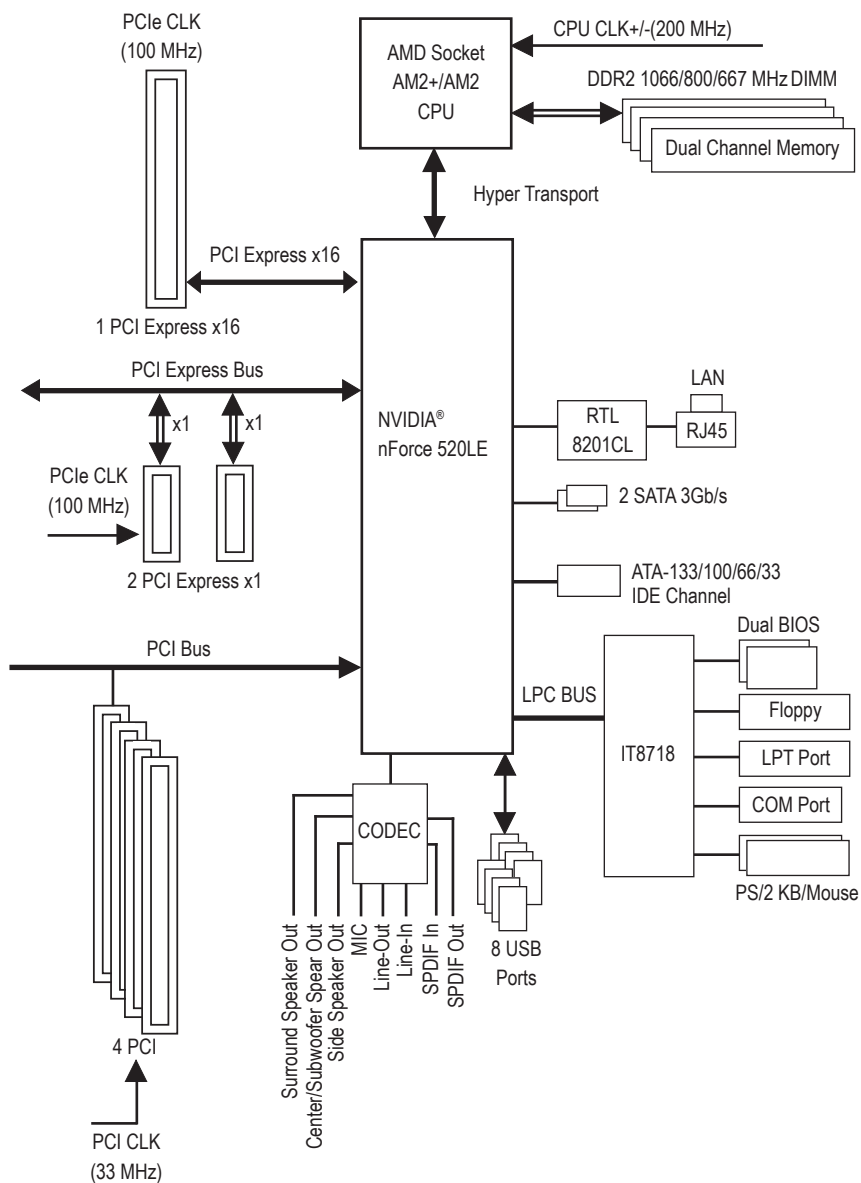 PCIe CLK
(100 MHz)
AMD Socket
AM2+/AM2
CPU
CPU CLK+/-(200 MHz)
DDR2 1066/800/667 MHz DIMM
Dual Channel Memory
Hyper Transport
PCI Express x16
1 PCI Express x16
PCI Express Bus
x1
x1
PCIe CLK
(100 MHz)
2 PCI Express x1
NVIDIA®
nForce 520LE
LAN
RTL
8201CL
RJ45
2 SATA 3Gb/s
ATA-133/100/66/33
IDE Channel
Dual BIOS
PCI Bus
LPC BUS
IT8718
Floppy
LPT Port
COM Port
PS/2 KB/Mouse
CODEC
Surround Speaker Out
Center/Subwoofer Spear Out
Side Speaker Out
MIC
Line-Out
Line-In
SPDIF In
SPDIF Out
8 USB
Ports
4 PCI
PCI CLK
(33 MHz)